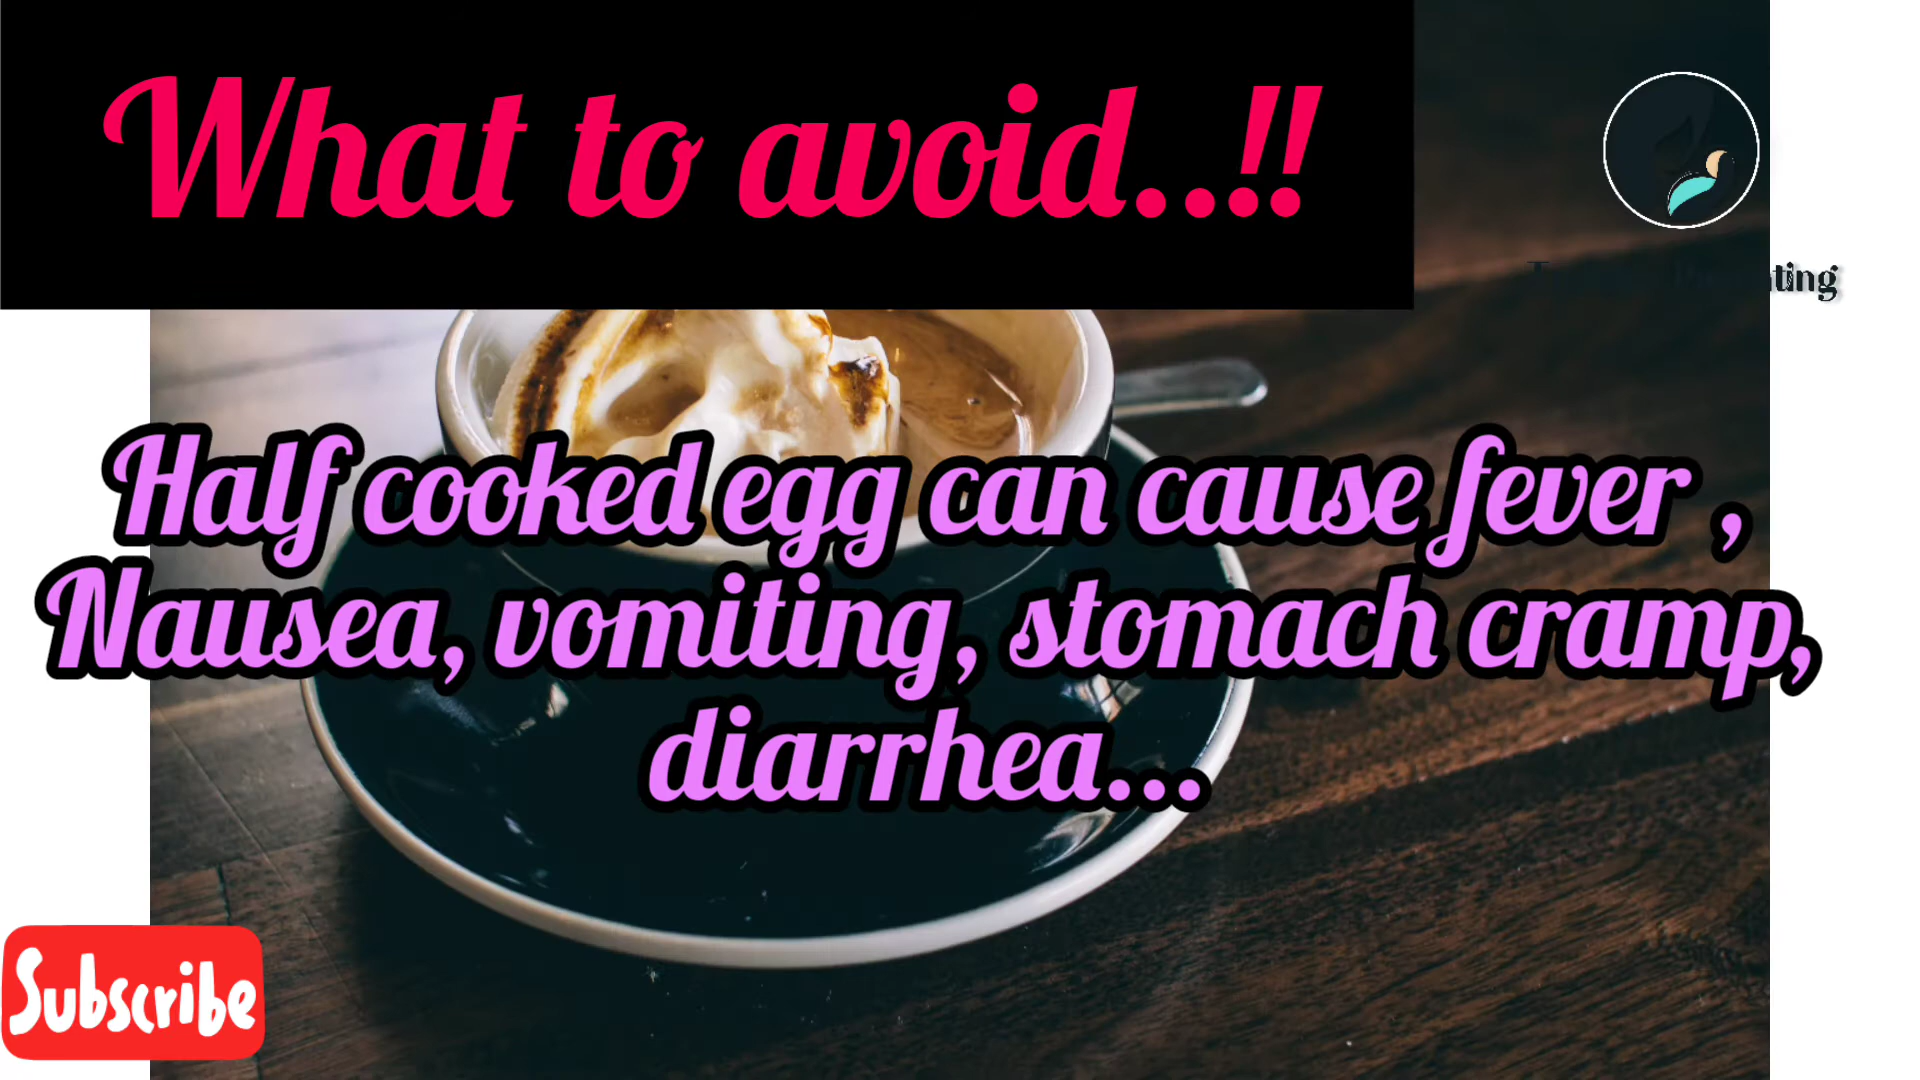 What to avoid..!!
ting
Half cooked egg can cause fever ,
Nausea, vomiting, stomach cramp,
diarrhea...
Subscribe